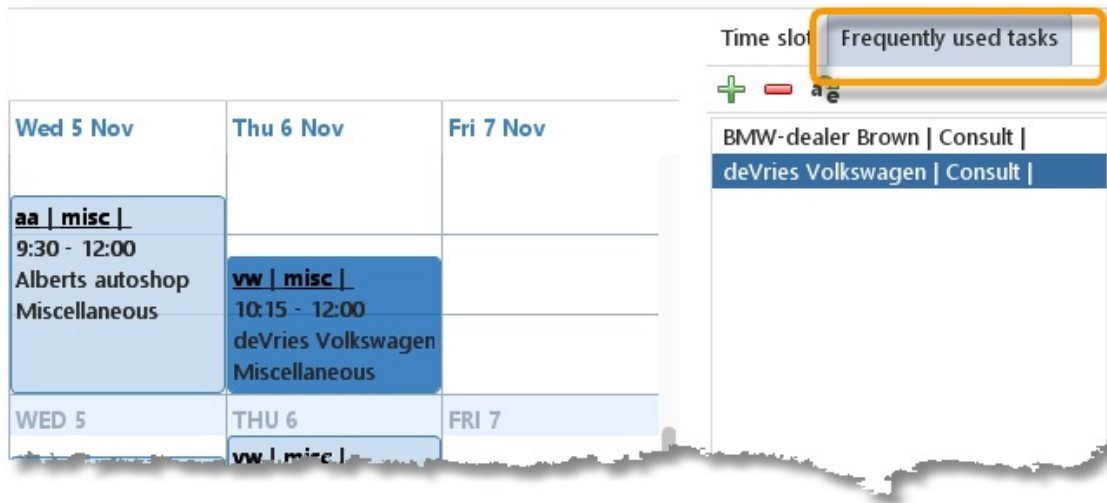 Time slot Frequently used tasks
Wed 5 Nov Thu 6 Nov Fri 7 Nov
BMW-dealer Brown | Consult |
deVries Volkswagen | Consult |
aa | misc |
9:30 - 12:00
Alberts autoshop
Miscellaneous
vw | misc |
10:15 - 12:00
deVries Volkswagen
Miscellaneous
WED 5 THU 6 FRI 7
vw | misc |